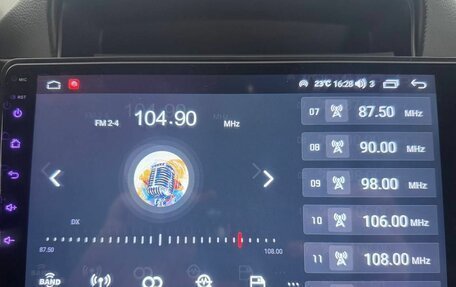 MIC
RST
23°C 16:28 3
FM 2-4 104.90 MHz
DX
87.50 108.00
BAND
07 87.50 MHz
08 90.00 MHz
09 98.00 MHz
10 106.00 MHz
11 108.00 MHz